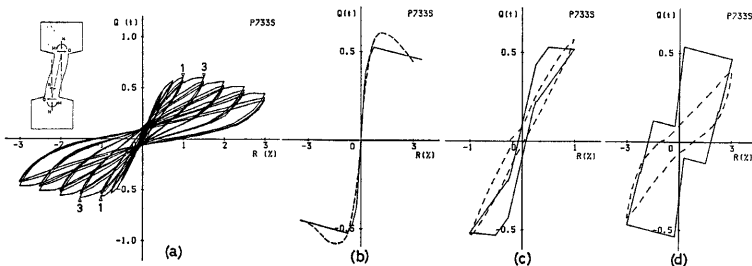 Q (t) P733S
1.0
0.5
1 3
-3 -2 -1 0 1 2 3
R (%)
-0.5
3 1
-1.0
(a)
Q(t) P733S
0.5
-3 0 3
R(%)
-0.5
(b)
Q(t) P733S
0.5
-1 0 1
R(%)
-0.5
(c)
Q(t) P733S
0.5
-3 0 3
R(%)
-0.5
(d)